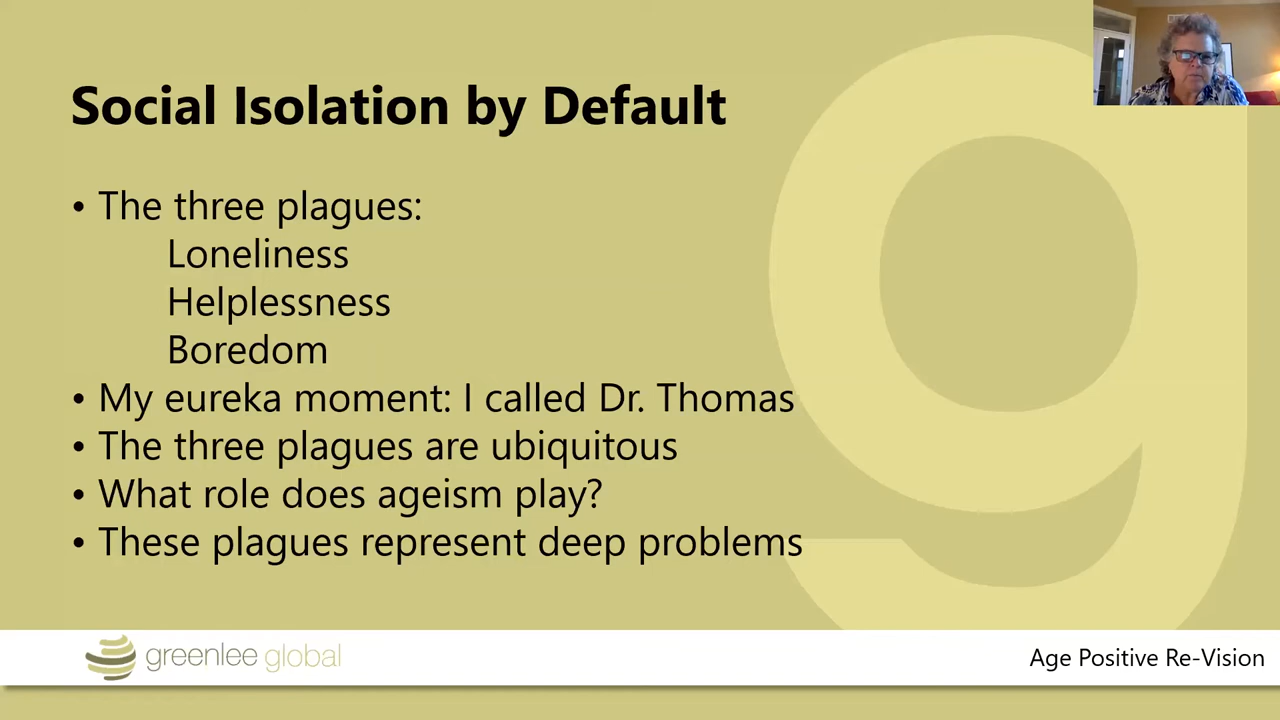 Social Isolation by Default
• The three plagues:
Loneliness
Helplessness
Boredom
• My eureka moment: I called Dr. Thomas
• The three plagues are ubiquitous
• What role does ageism play?
• These plagues represent deep problems
greenlee global
Age Positive Re-Vision